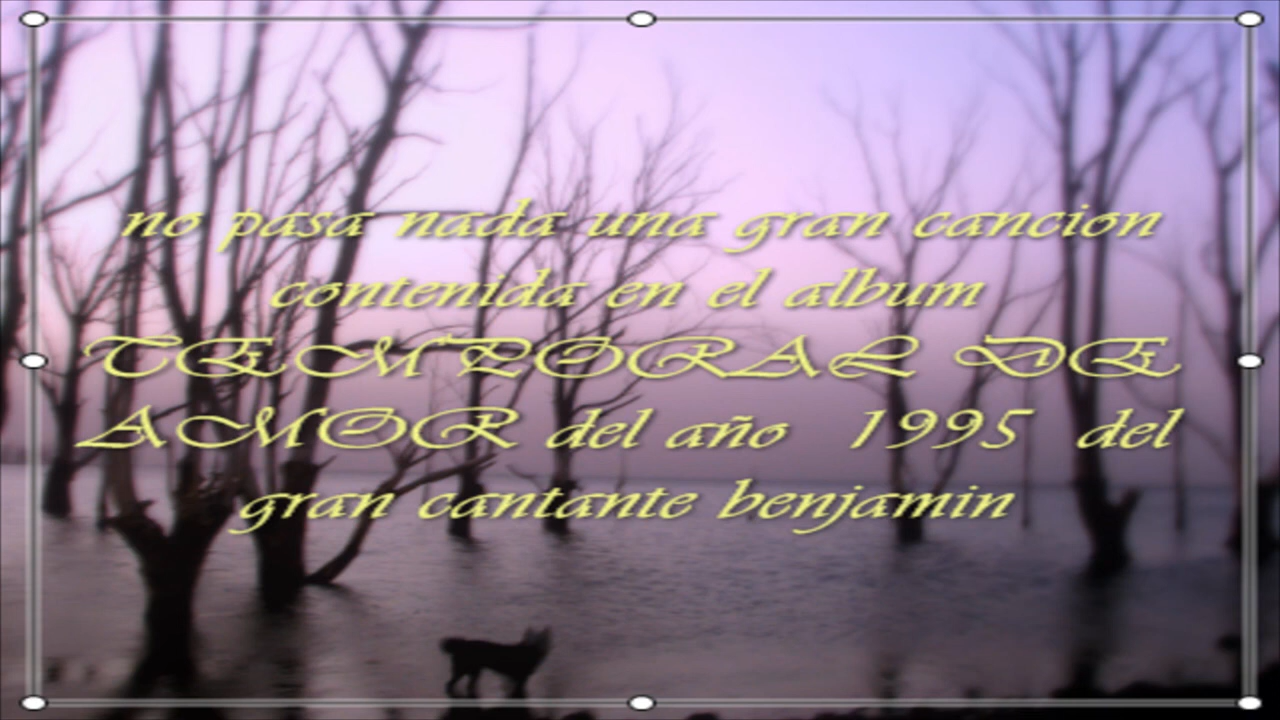 no pasa nada una gran cancion
contenida en el album
TEMPORAL DE
AMOR del año 1995 del
gran cantante benjamin